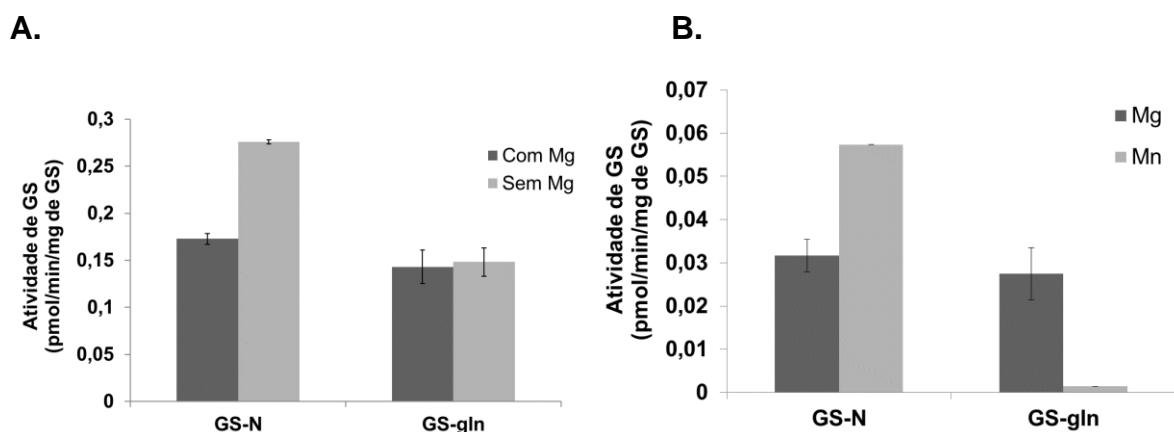 A.
Atividade de GS
(pmol/min/mg de GS)
0,3
0,25
0,2
0,15
0,1
0,05
0
GS-N
GS-gln
Com Mg
Sem Mg
B.
Atividade de GS
(pmol/min/mg de GS)
0,07
0,06
0,05
0,04
0,03
0,02
0,01
0
GS-N
GS-gln
Mg
Mn